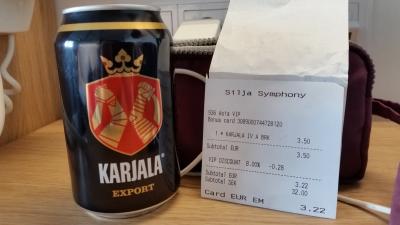 KARJALA
EXPORT
Silja Symphony
Bonus card
1 * KARJALA IV A BRK 3.50
Subtotal EUR 3.50
VIP DISCOUNT 8.00% -0.28
Subtotal EUR 3.22
Subtotal SEK 32.00
Card EUR EM 3.22